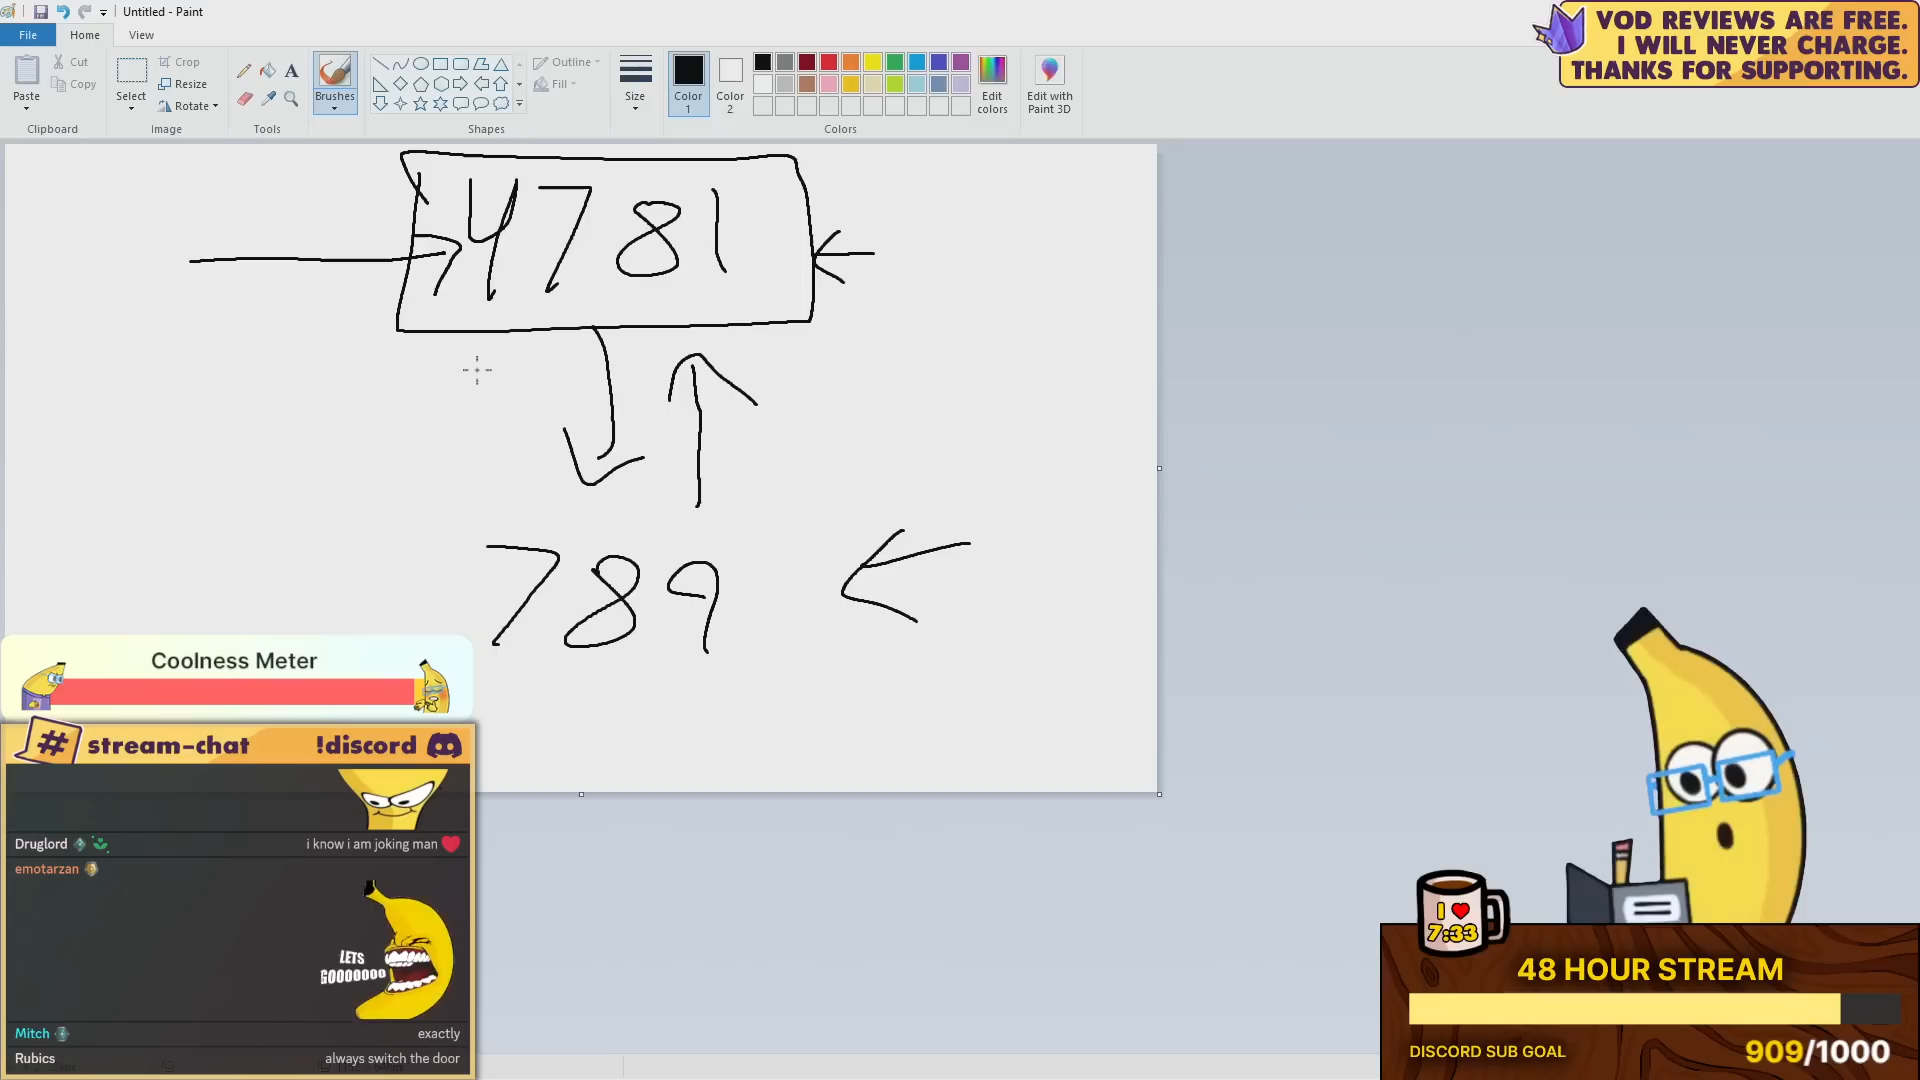 Untitled - Paint
File
Home
View
Paste
Cut
Copy
Clipboard
Select
Crop
Resize
Rotate
Image
A
Tools
Brushes
Outline
Fill
Shapes
Size
Color 1
Color 2
Edit colors
Edit with Paint 3D
Colors
VOD REVIEWS ARE FREE.
I WILL NEVER CHARGE.
THANKS FOR SUPPORTING.
4781
789
Coolness Meter
# stream-chat !discord
Druglord i know i am joking man
emotarzan
LETS
GOOOOOOO
Mitch exactly
Rubics always switch the door
I
7:33
48 HOUR STREAM
DISCORD SUB GOAL 909/1000